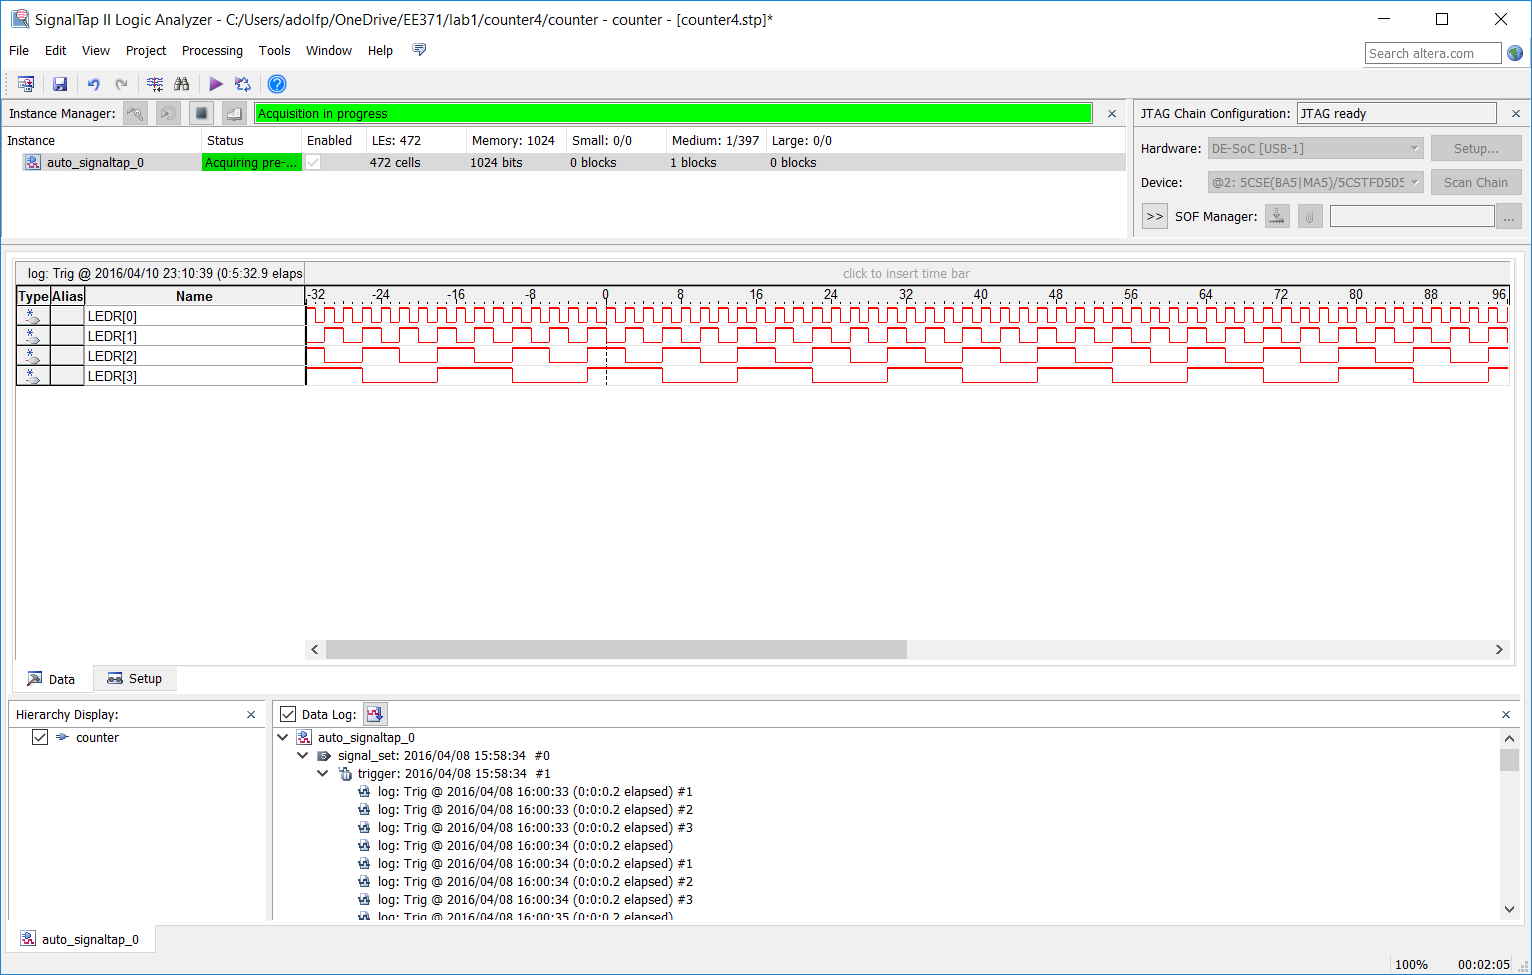 SignalTap II Logic Analyzer - C:/Users/adolfp/OneDrive/EE371/lab1/counter4/counter - counter - [counter4.stp]*
File Edit View Project Processing Tools Window Help
Search altera.com
Instance Manager: Acquisition in progress
JTAG Chain Configuration: JTAG ready
Instance Status Enabled LEs: 472 Memory: 1024 Small: 0/0 Medium: 1/397 Large: 0/0
auto_signaltap_0 Acquiring pre-... 472 cells 1024 bits 0 blocks 1 blocks 0 blocks
Hardware: DE-SoC [USB-1] Setup...
Device: @2: 5CSE(BA5|MA5)/5CSTFD5D5 Scan Chain
>> SOF Manager: ...
log: Trig @ 2016/04/10 23:10:39 (0:5:32.9 elaps
click to insert time bar
Type Alias Name
-32 -24 -16 -8 0 8 16 24 32 40 48 56 64 72 80 88 96
LEDR[0]
LEDR[1]
LEDR[2]
LEDR[3]
Data Setup
Hierarchy Display:
counter
Data Log:
auto_signaltap_0
signal_set: 2016/04/08 15:58:34 #0
trigger: 2016/04/08 15:58:34 #1
log: Trig @ 2016/04/08 16:00:33 (0:0:0.2 elapsed) #1
log: Trig @ 2016/04/08 16:00:33 (0:0:0.2 elapsed) #2
log: Trig @ 2016/04/08 16:00:33 (0:0:0.2 elapsed) #3
log: Trig @ 2016/04/08 16:00:34 (0:0:0.2 elapsed)
log: Trig @ 2016/04/08 16:00:34 (0:0:0.2 elapsed) #1
log: Trig @ 2016/04/08 16:00:34 (0:0:0.2 elapsed) #2
log: Trig @ 2016/04/08 16:00:34 (0:0:0.2 elapsed) #3
log: Trig @ 2016/04/08 16:00:35 (0:0:0.2 elapsed)
auto_signaltap_0
100% 00:02:05